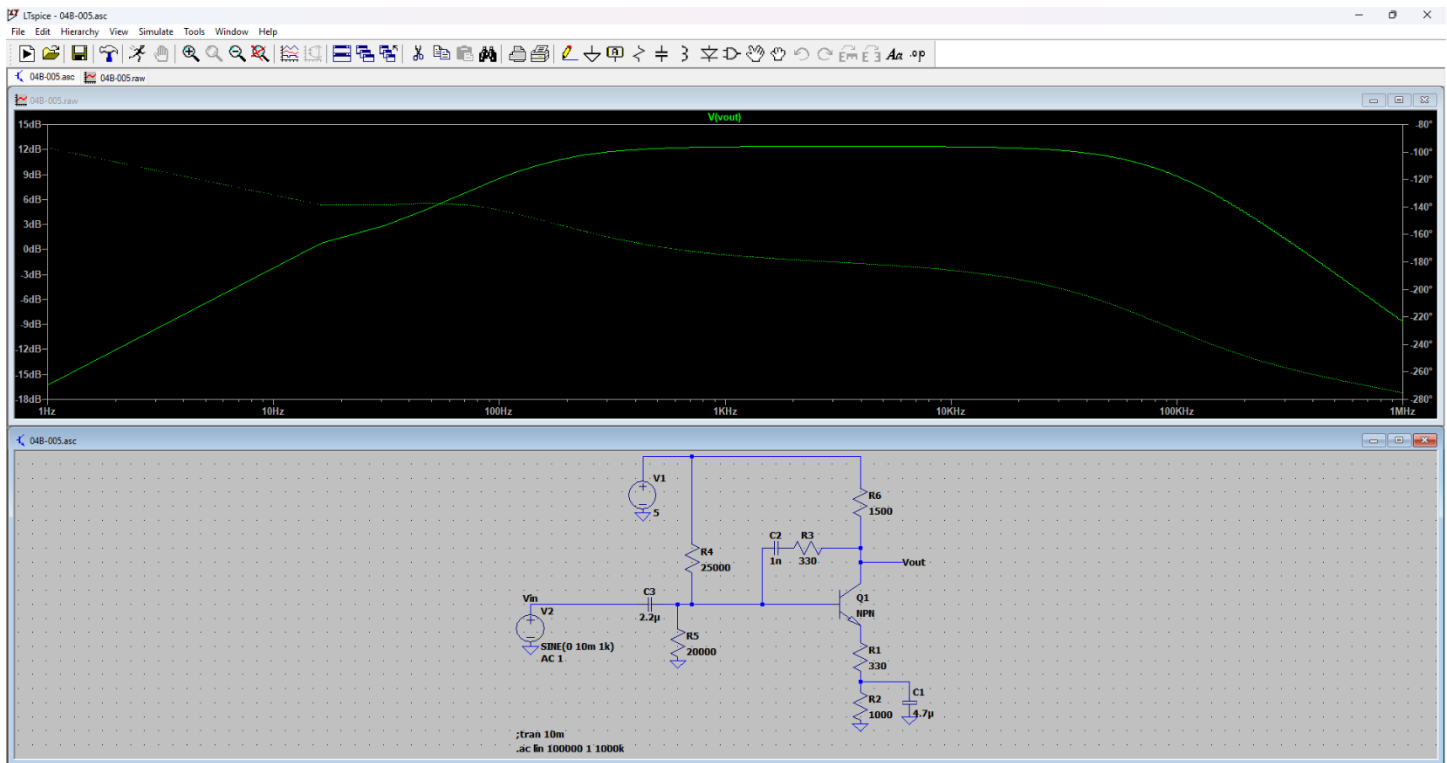 LTspice - 04B-005.asc
File Edit Hierarchy View Simulate Tools Window Help
04B-005.asc 04B-005.raw
04B-005.raw
V(vout)
15dB
12dB
9dB
6dB
3dB
0dB
-3dB
-6dB
-9dB
-12dB
-15dB
-18dB
-80°
-100°
-120°
-140°
-160°
-180°
-200°
-220°
-240°
-260°
-280°
1Hz 10Hz 100Hz 1KHz 10KHz 100KHz 1MHz
04B-005.asc
V1
5
R6
1500
C2 R3
1n 330
R4
25000
Vout
Vin
V2
C3
2.2µ
Q1
NPN
SINE(0 10m 1k)
AC 1
R5
20000
R1
330
R2
1000
C1
4.7µ
;tran 10m
.ac lin 100000 1 1000k